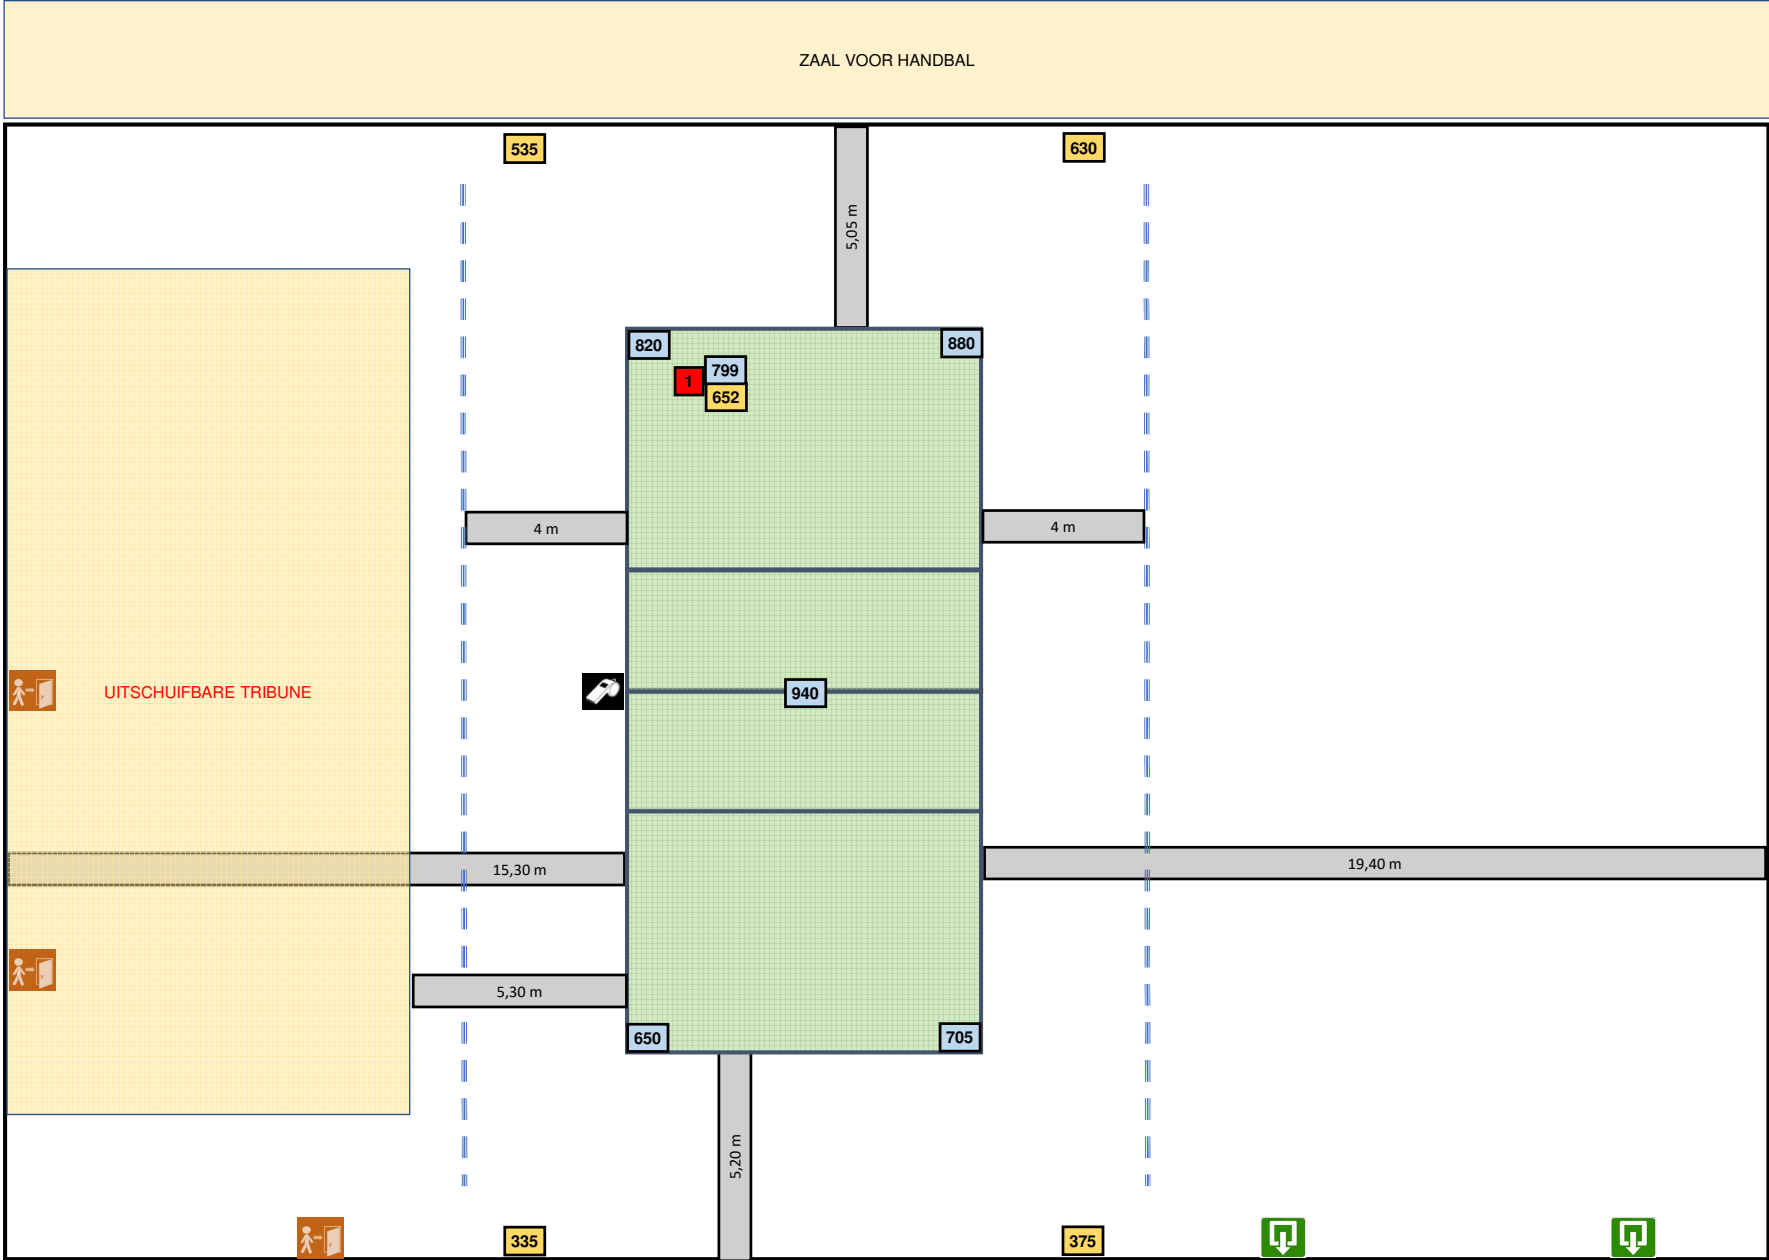 ZAAL VOOR HANDBAL
535
630
5,05 m
820
880
799
1
652
4 m
4 m
UITSCHUIFBARE TRIBUNE
940
15,30 m
19,40 m
5,30 m
650
705
5,20 m
335
375